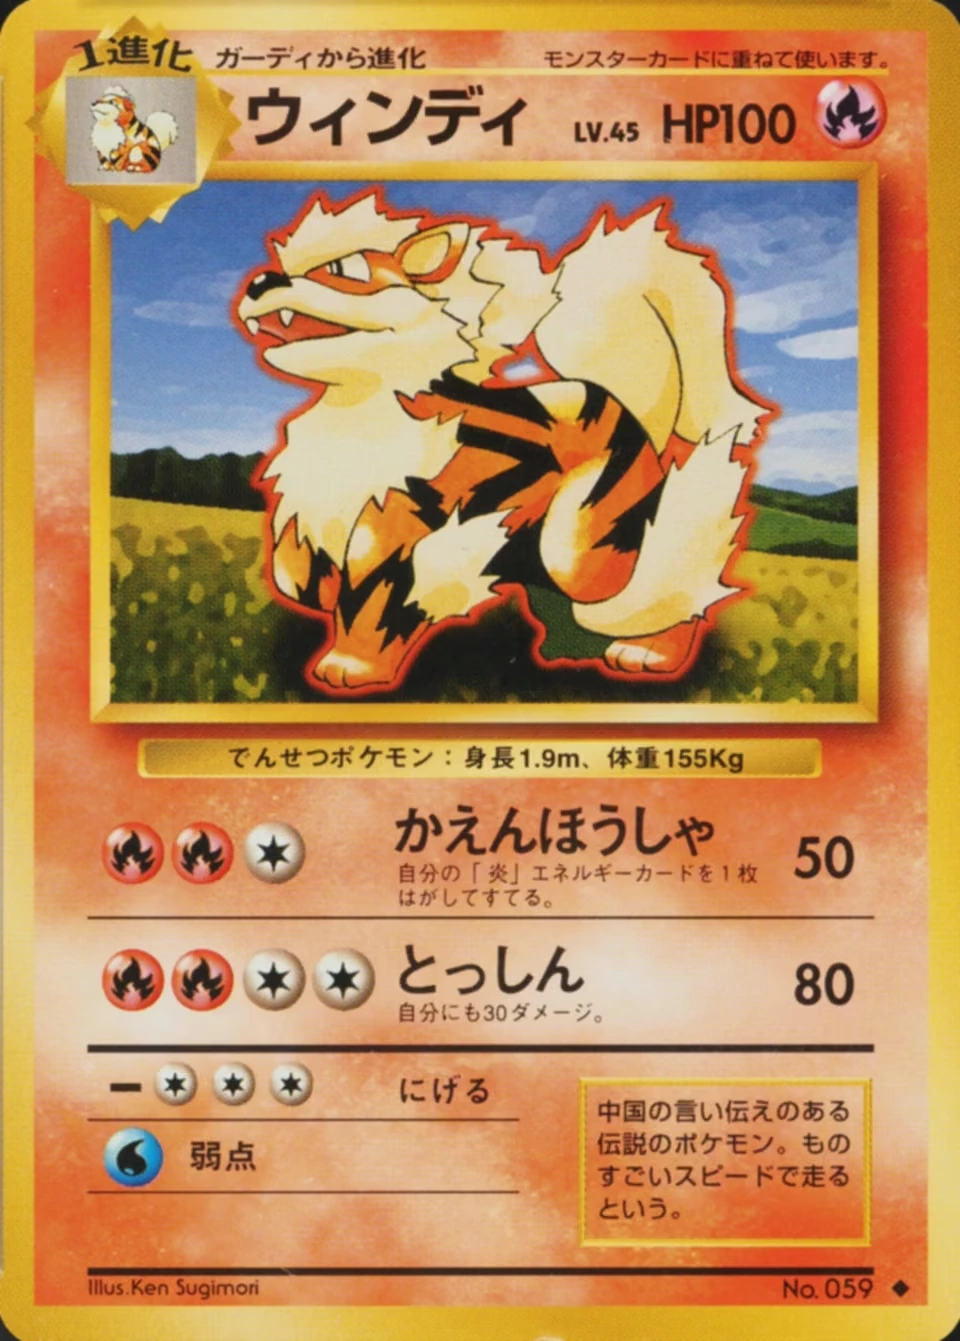 1進化 ガーディから進化 モンスターカードに重ねて使います。
ウィンディ LV.45 HP100
でんせつポケモン：身長1.9m、体重155Kg
かえんほうしゃ 50
自分の「炎」エネルギーカードを1枚
はがしてすてる。
とっしん 80
自分にも30ダメージ。
にげる
弱点
中国の言い伝えのある
伝説のポケモン。もの
すごいスピードで走る
という。
Illus.Ken Sugimori No. 059